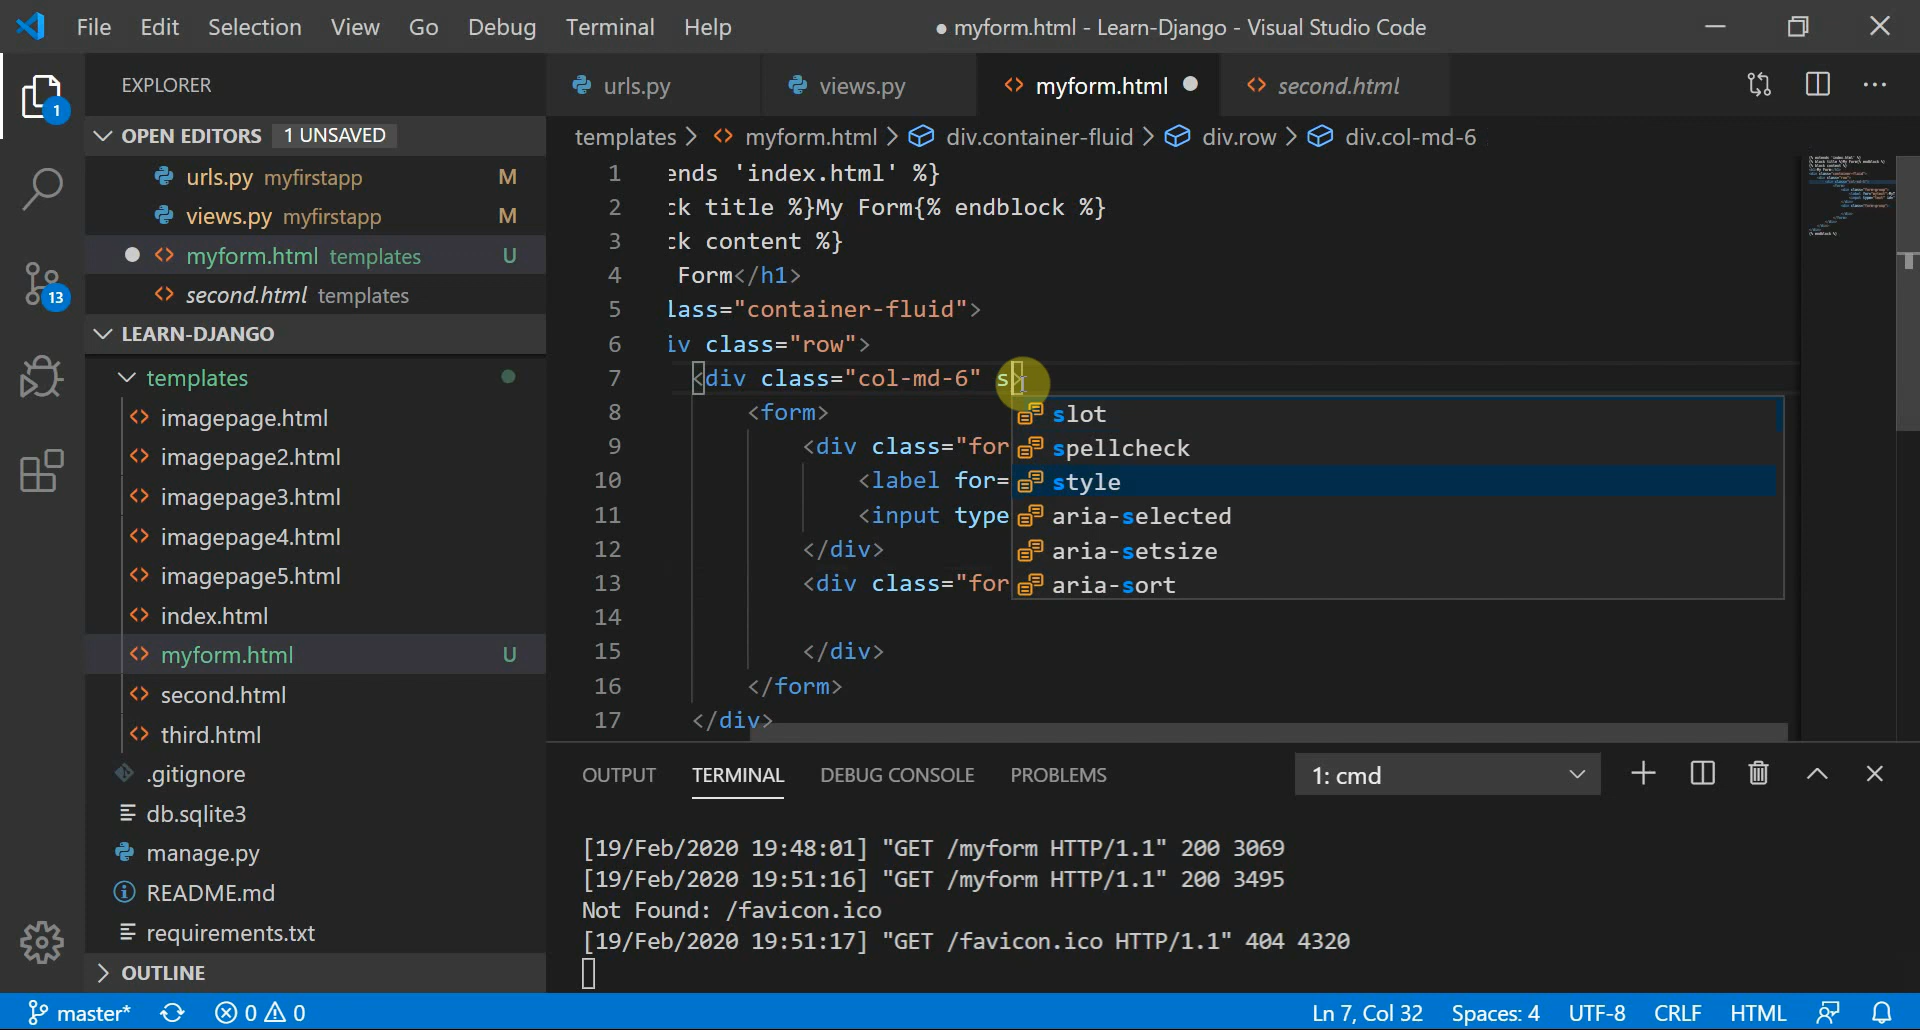 File Edit Selection View Go Debug Terminal Help
● myform.html - Learn-Django - Visual Studio Code
EXPLORER
urls.py
views.py
myform.html
second.html
1
OPEN EDITORS 1 UNSAVED
templates > myform.html > div.container-fluid > div.row > div.col-md-6
urls.py myfirstapp M
views.py myfirstapp M
myform.html templates U
second.html templates
13
LEARN-DJANGO
templates
imagepage.html
imagepage2.html
imagepage3.html
imagepage4.html
imagepage5.html
index.html
myform.html U
second.html
third.html
.gitignore
db.sqlite3
manage.py
README.md
requirements.txt
OUTLINE
1 ends 'index.html' %}
2 ck title %}My Form{% endblock %}
3 ck content %}
4 Form</h1>
5 lass="container-fluid">
6 iv class="row">
7 <div class="col-md-6" s>
8 <form>
9 <div class="for
10 <label for=
11 <input type
12 </div>
13 <div class="for
14
15 </div>
16 </form>
17 </div>
slot
spellcheck
style
aria-selected
aria-setsize
aria-sort
OUTPUT TERMINAL DEBUG CONSOLE PROBLEMS
1: cmd
[19/Feb/2020 19:48:01] "GET /myform HTTP/1.1" 200 3069
[19/Feb/2020 19:51:16] "GET /myform HTTP/1.1" 200 3495
Not Found: /favicon.ico
[19/Feb/2020 19:51:17] "GET /favicon.ico HTTP/1.1" 404 4320
master* 0 0
Ln 7, Col 32 Spaces: 4 UTF-8 CRLF HTML